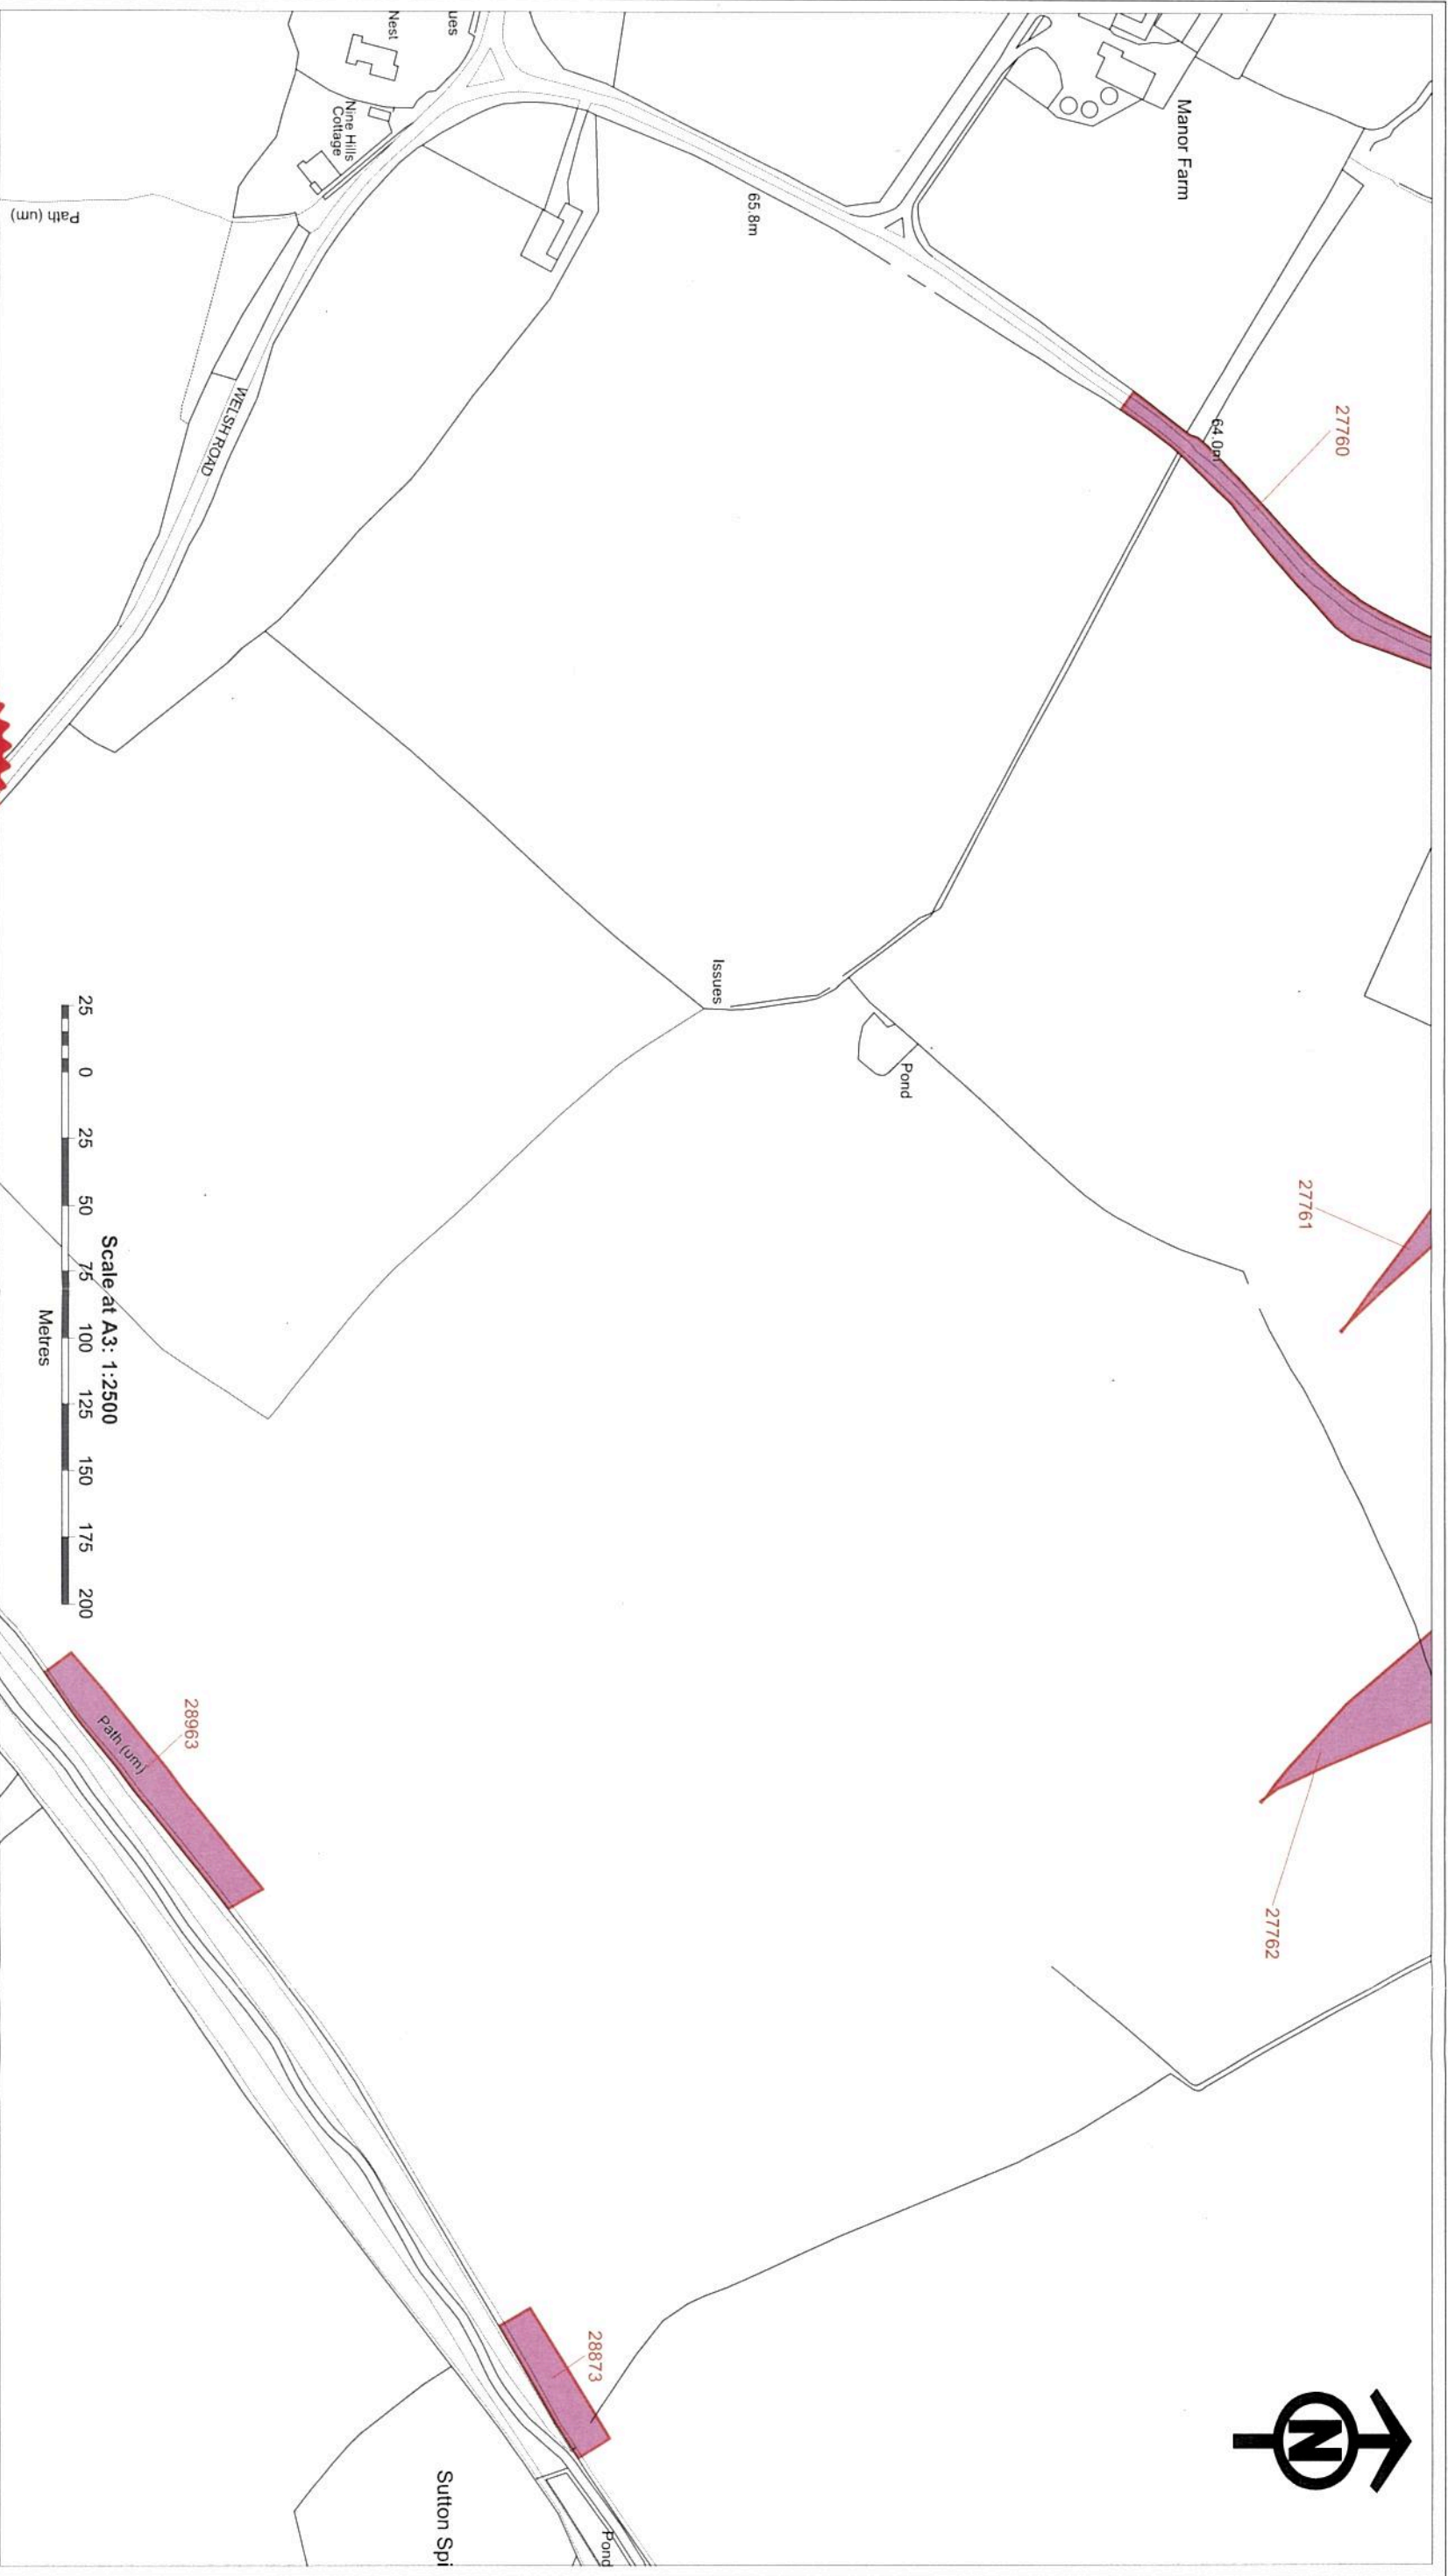 27760
64.0m
Manor Farm
65.8m
27761
27762
Pond
Issues
ues
Nest
Nine Hills
Cottage
WELSH ROAD
Path (um)
28873
Pond
Sutton Spi
28963
Path (um)
Scale at A3: 1:2500
25 0 25 50 75 100 125 150 175 200
Metres
N